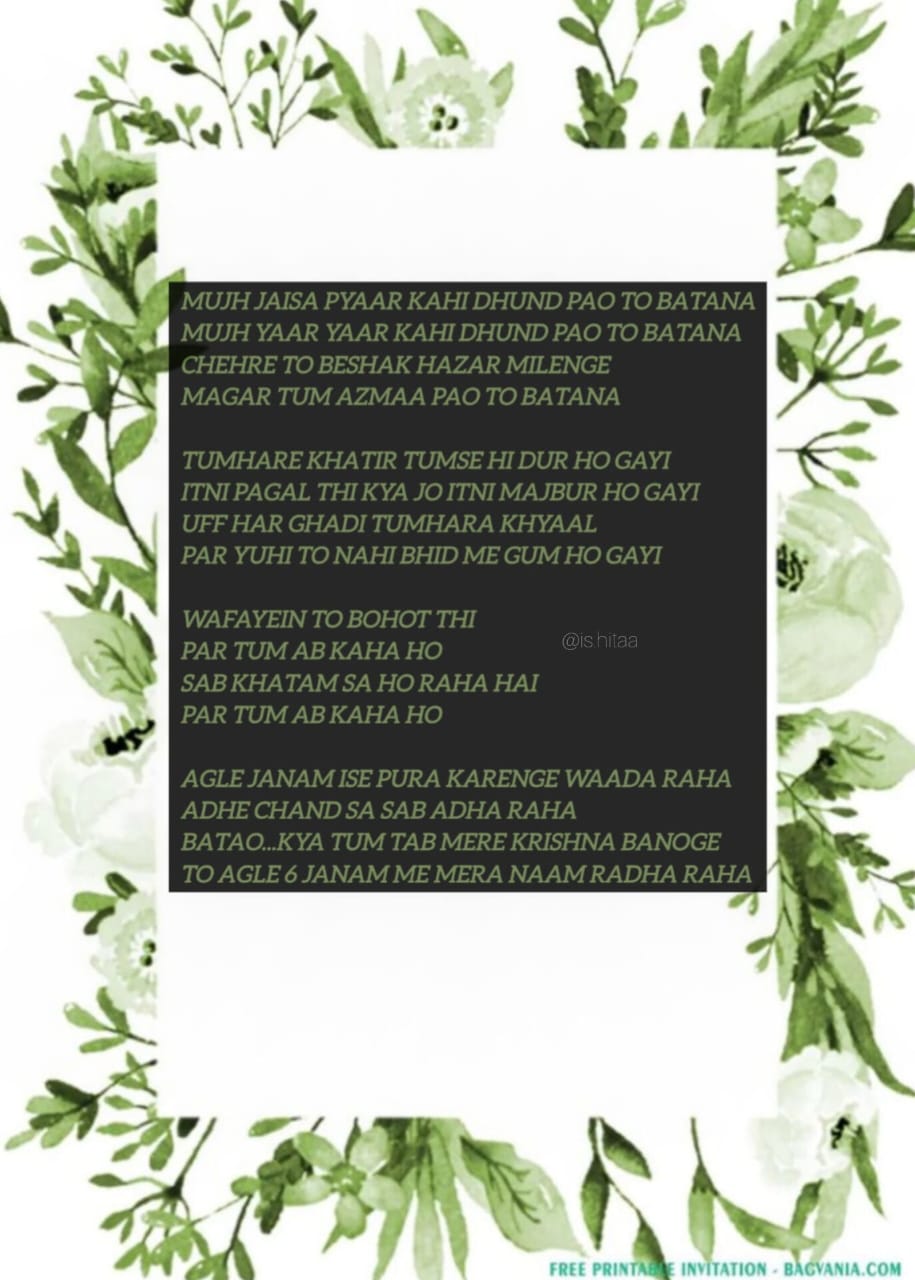 MUJH JAISA PYAAR KAHI DHUND PAO TO BATANA
MUJH YAAR YAAR KAHI DHUND PAO TO BATANA
CHEHRE TO BESHAK HAZAR MILENGE
MAGAR TUM AZMAA PAO TO BATANA
TUMHARE KHATIR TUMSE HI DUR HO GAYI
ITNI PAGAL THI KYA JO ITNI MAJBUR HO GAYI
UFF HAR GHADI TUMHARA KHYAAL
PAR YUHI TO NAHI BHID ME GUM HO GAYI
WAFAYEIN TO BOHOT THI
PAR TUM AB KAHA HO
@is.hitaa
SAB KHATAM SA HO RAHA HAI
PAR TUM AB KAHA HO
AGLE JANAM ISE PURA KARENGE WAADA RAHA
ADHE CHAND SA SAB ADHA RAHA
BATAO...KYA TUM TAB MERE KRISHNA BANOGE
TO AGLE 6 JANAM ME MERA NAAM RADHA RAHA
FREE PRINTABLE INVITATION - BAGVANIA.COM